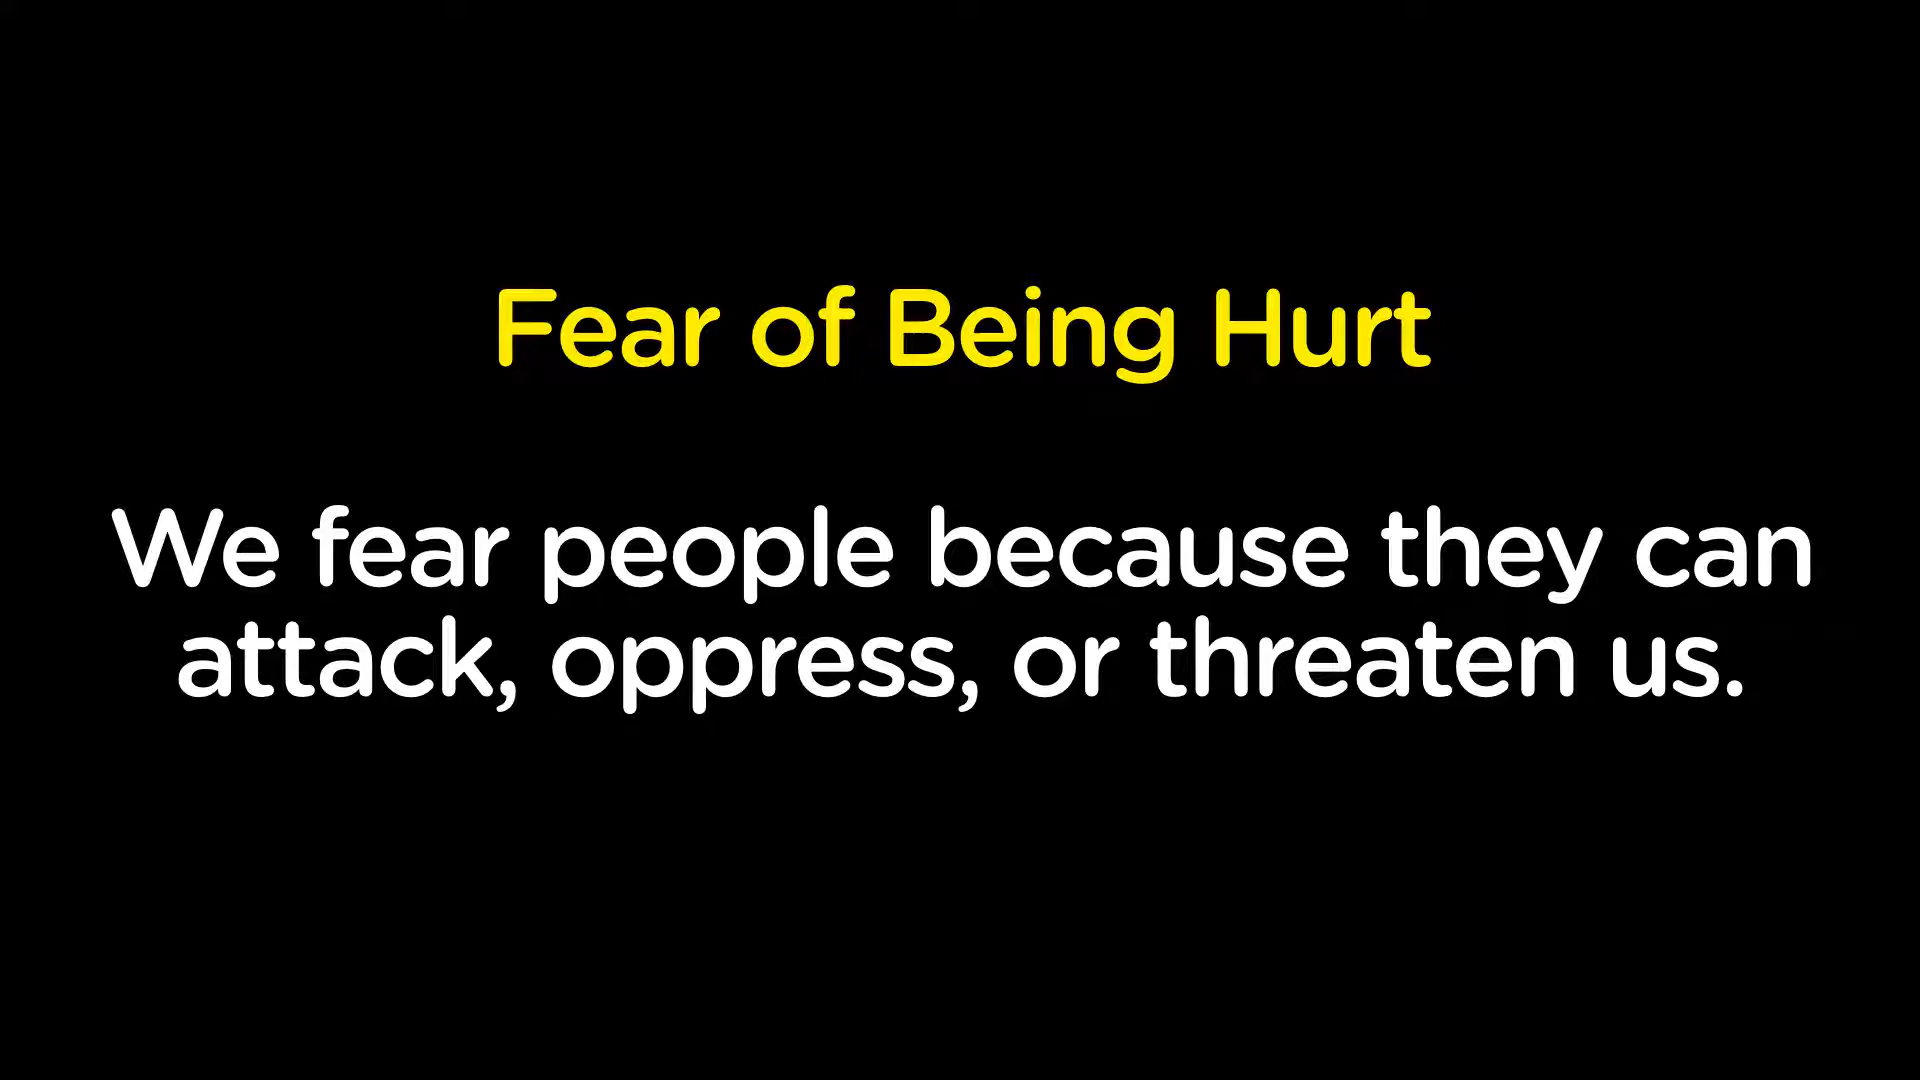 Fear of Being Hurt
We fear people because they can
attack, oppress, or threaten us.